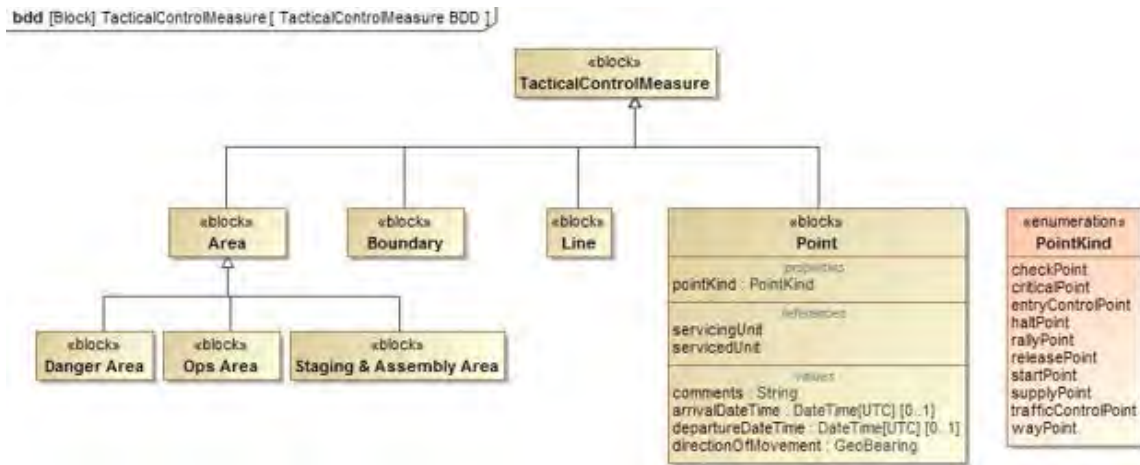 bdd [Block] TacticalControlMeasure [ TacticalControlMeasure BDD ]
«block»
TacticalControlMeasure
«block»
Area
«block»
Boundary
«block»
Line
«block»
Point
properties
pointKind : PointKind
references
servicingUnit
servicedUnit
values
comments : String
arrivalDateTime : DateTime[UTC] [0..1]
departureDateTime : DateTime[UTC] [0..1]
directionOfMovement : GeoBearing
«enumeration»
PointKind
checkPoint
criticalPoint
entryControlPoint
haltPoint
rallyPoint
releasePoint
startPoint
supplyPoint
trafficControlPoint
wayPoint
«block»
Danger Area
«block»
Ops Area
«block»
Staging & Assembly Area